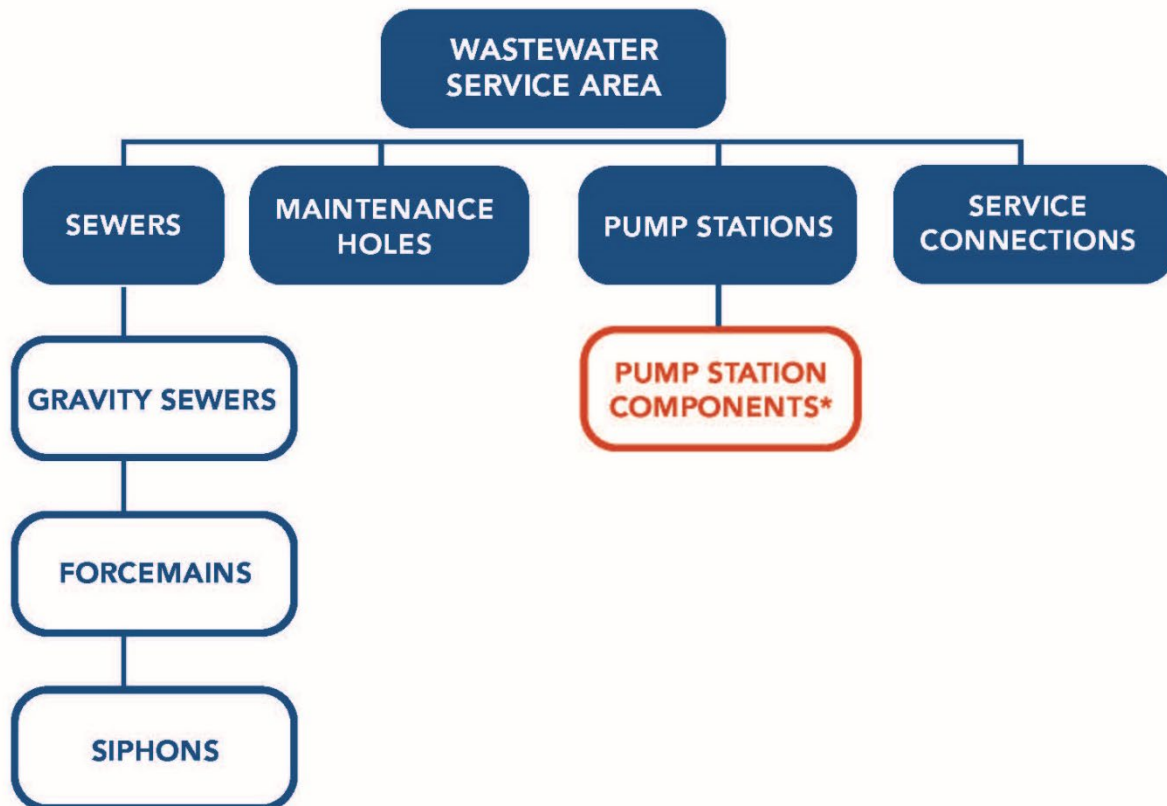 WASTEWATER
SERVICE AREA
SEWERS
MAINTENANCE
HOLES
PUMP STATIONS
SERVICE
CONNECTIONS
GRAVITY SEWERS
PUMP STATION
COMPONENTS*
FORCEMAINS
SIPHONS